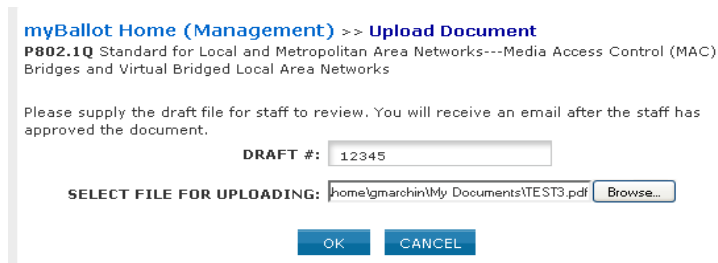 myBallot Home (Management) >> Upload Document
P802.1Q Standard for Local and Metropolitan Area Networks---Media Access Control (MAC)
Bridges and Virtual Bridged Local Area Networks
Please supply the draft file for staff to review. You will receive an email after the staff has
approved the document.
DRAFT #: 12345
SELECT FILE FOR UPLOADING: home\gmarchin\My Documents\TEST3.pdf Browse...
OK CANCEL